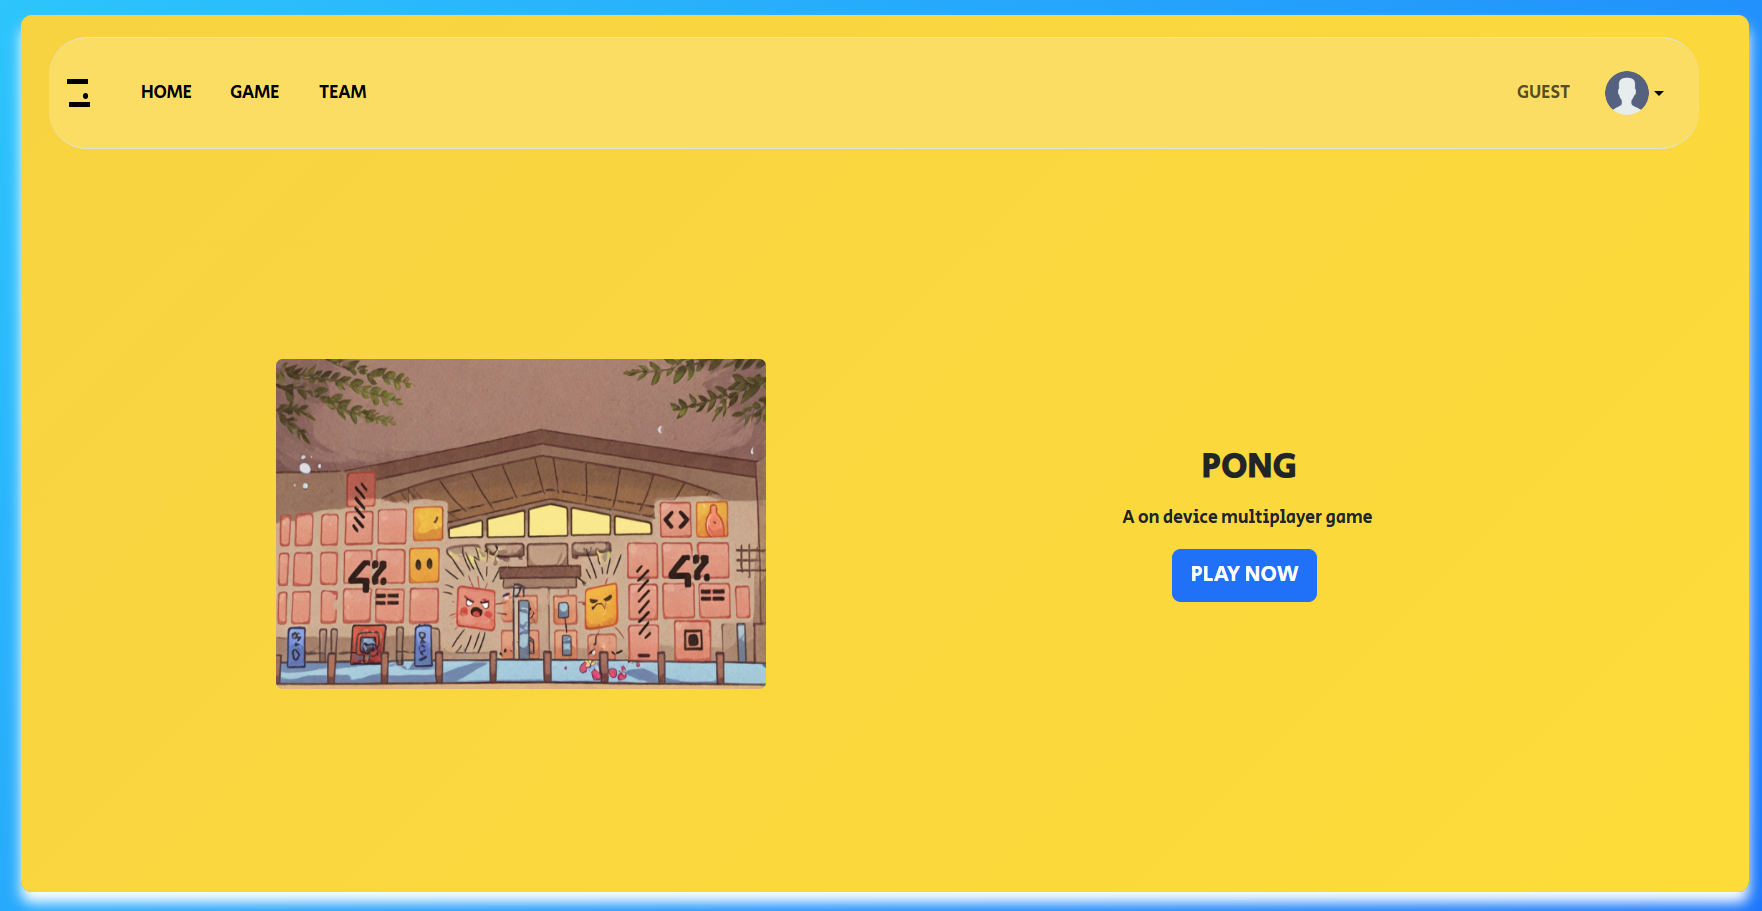 HOME GAME TEAM GUEST
PONG
A on device multiplayer game
PLAY NOW